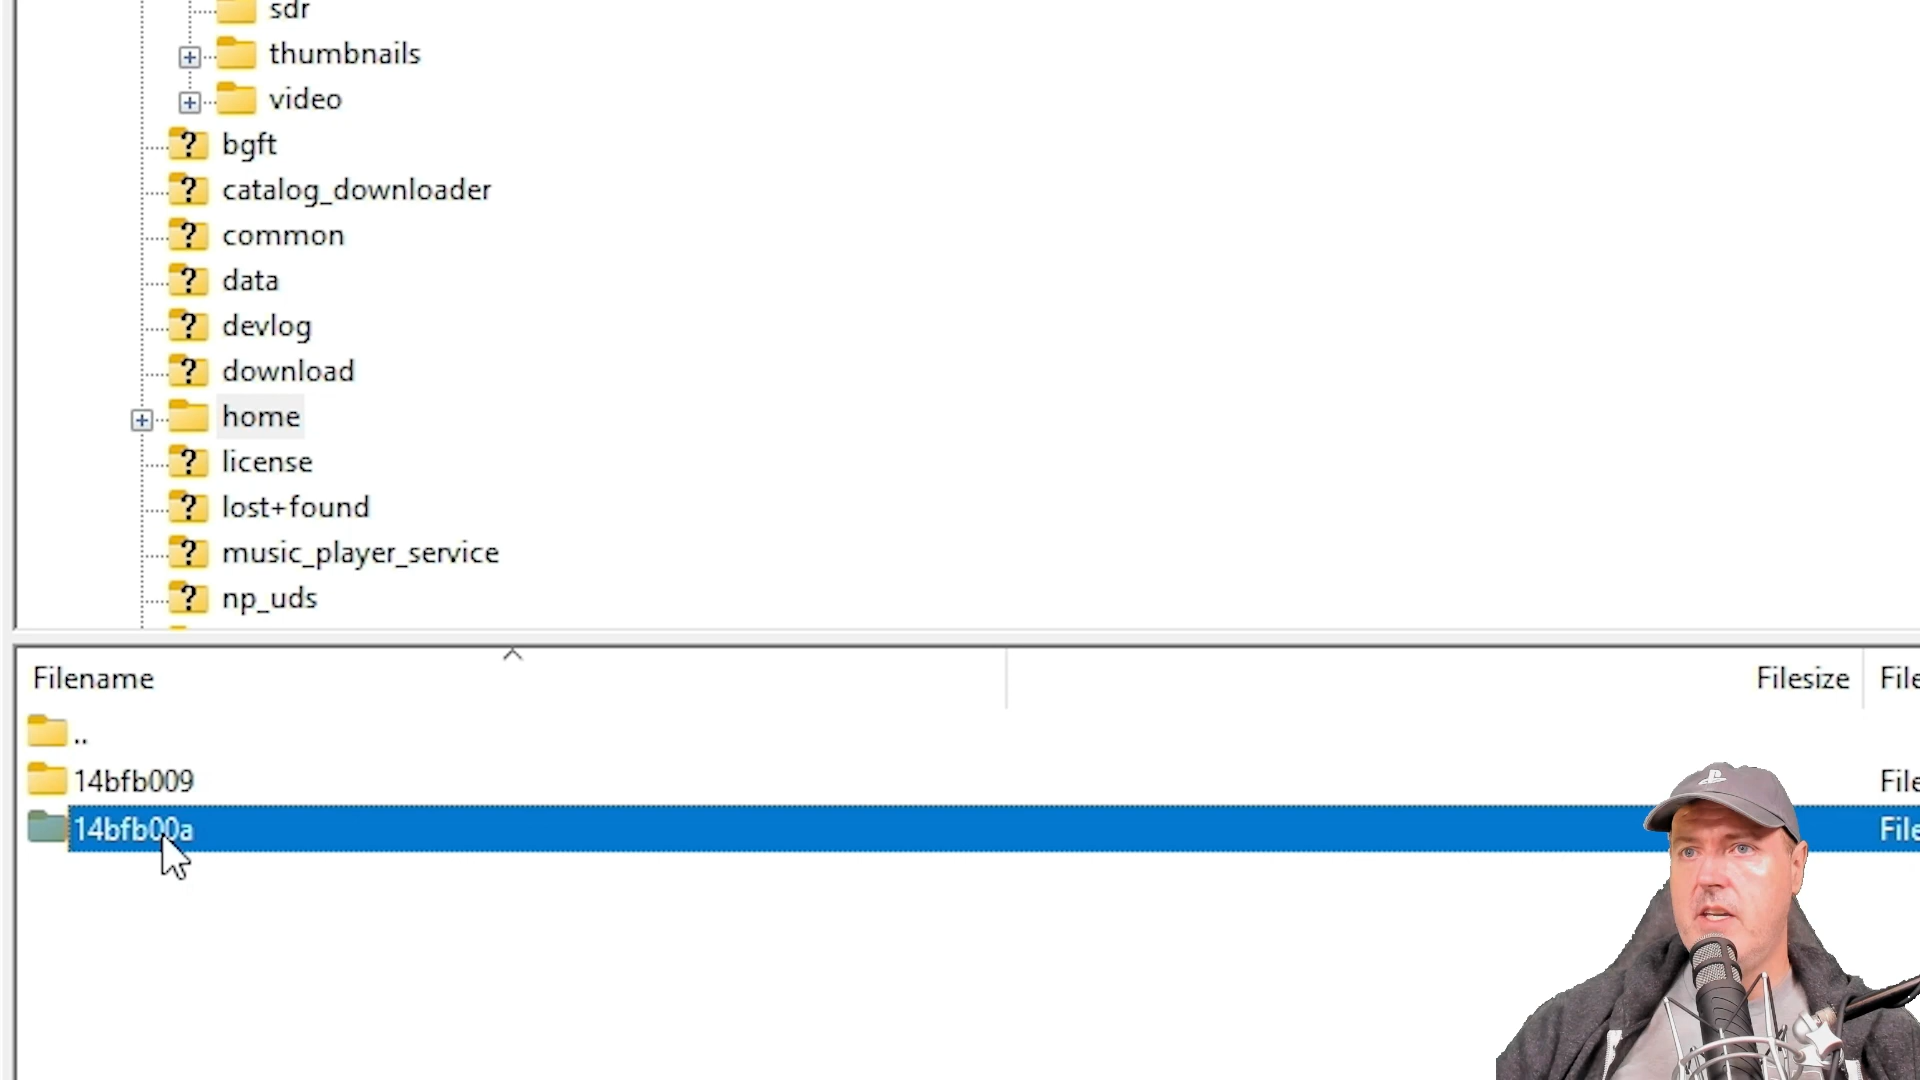 sdr
thumbnails
video
bgft
catalog_downloader
common
data
devlog
download
home
license
lost+found
music_player_service
np_uds
Filename Filesize File
..
14bfb009 File
14bfb00a File